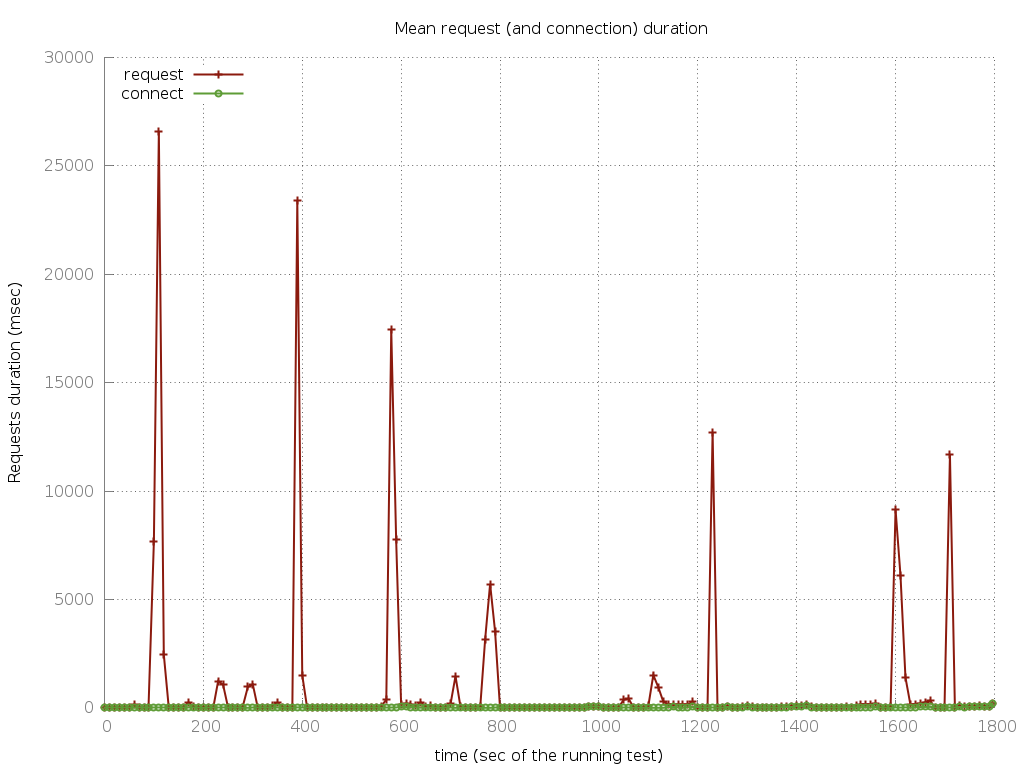 Mean request (and connection) duration
30000
25000
20000
15000
10000
5000
0
request
connect
Requests duration (msec)
0 200 400 600 800 1000 1200 1400 1600 1800
time (sec of the running test)